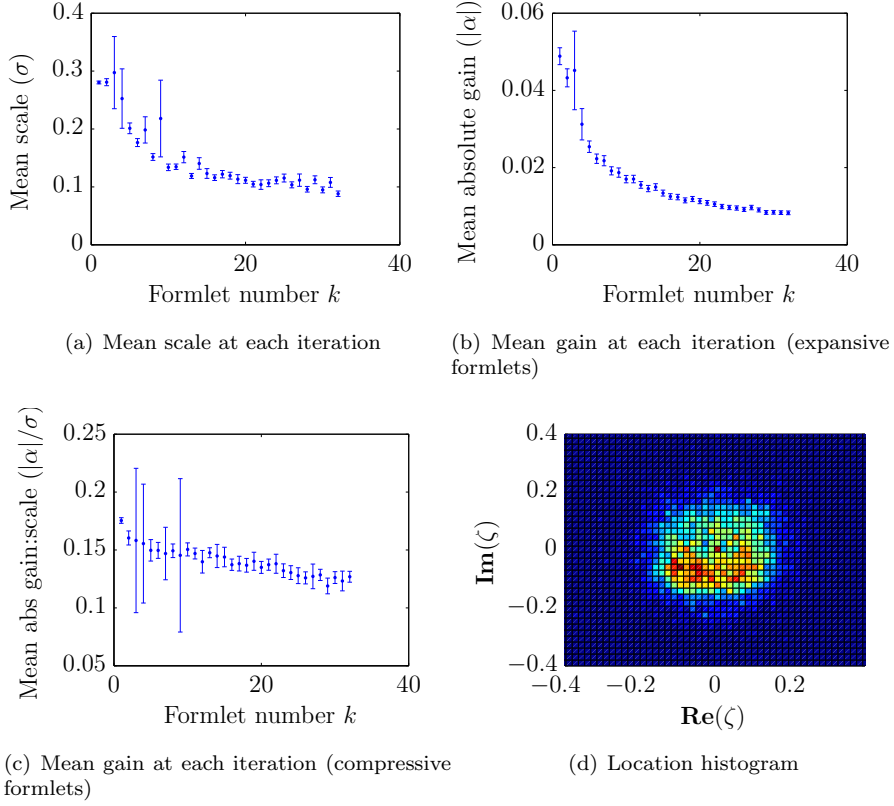 0.4
0.3
0.2
0.1
0
0
20
40
Mean scale (σ)
Formlet number k
(a) Mean scale at each iteration
0.06
0.04
0.02
0
0
20
40
Mean absolute gain (|α|)
Formlet number k
(b) Mean gain at each iteration (expansive
formlets)
0.25
0.2
0.15
0.1
0.05
0
20
40
Mean abs gain:scale (|α|/σ)
Formlet number k
(c) Mean gain at each iteration (compressive
formlets)
0.4
0.2
0
−0.2
−0.4
−0.4
−0.2
0
0.2
Im(ζ)
Re(ζ)
(d) Location histogram